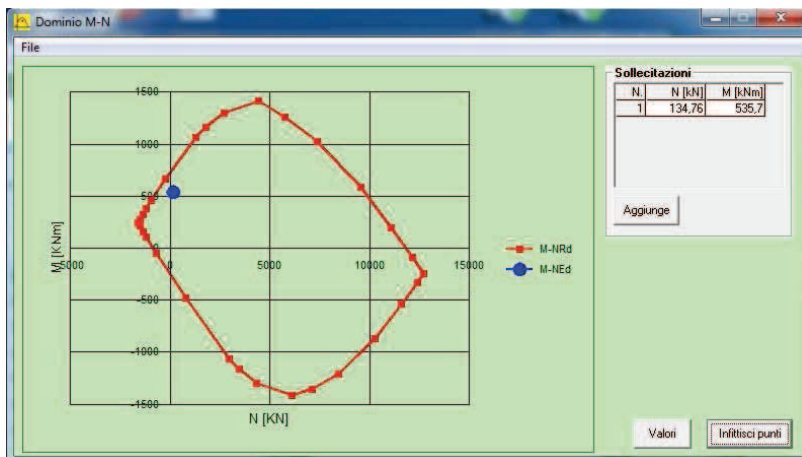 Dominio M-N
File
1500
1000
500
0
-5000
0
5000
10000
15000
-500
-1000
-1500
M [KNm]
N [KN]
M-NRd
M-NEd
Sollecitazioni
N. N [kN] M [kNm]
1 134,76 535,7
Aggiunge
Valori
Infittisci punti